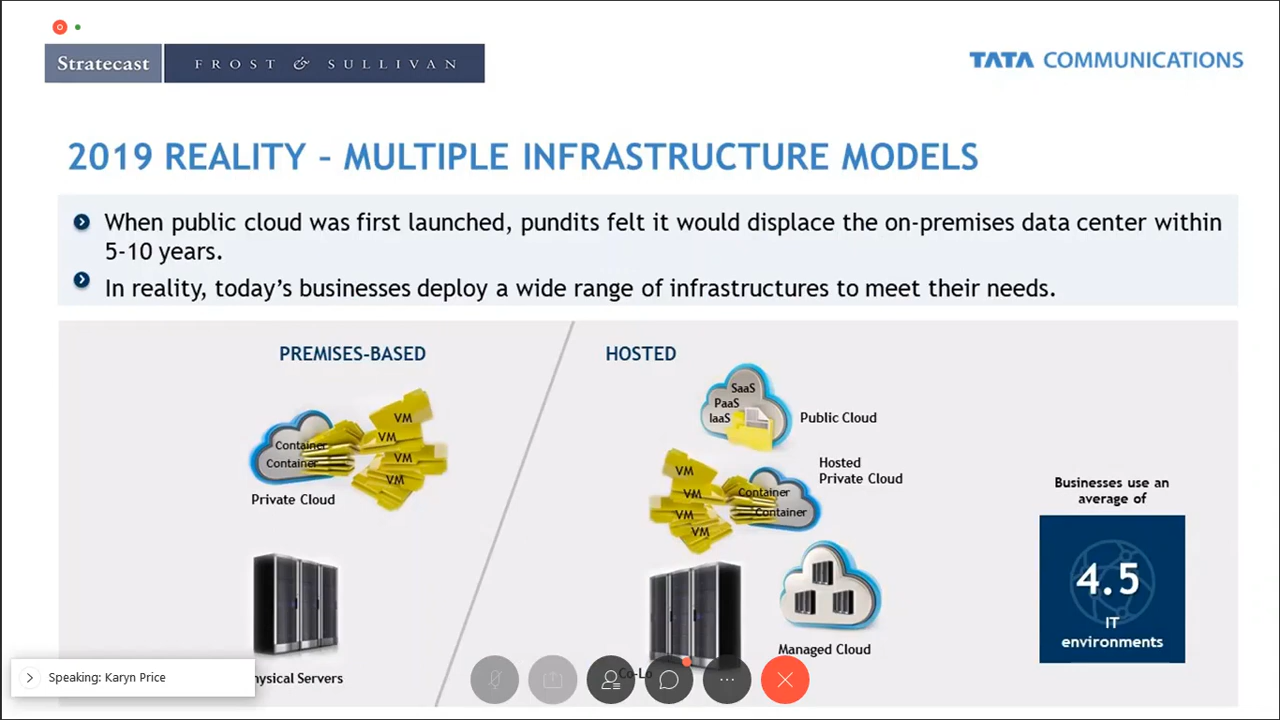 Stratecast FROST & SULLIVAN
TATA COMMUNICATIONS
2019 REALITY – MULTIPLE INFRASTRUCTURE MODELS
When public cloud was first launched, pundits felt it would displace the on-premises data center within
5-10 years.
In reality, today's businesses deploy a wide range of infrastructures to meet their needs.
PREMISES-BASED
Container
Container
VM
VM
VM
VM
Private Cloud
hysical Servers
HOSTED
SaaS
PaaS
IaaS
Public Cloud
VM
VM
VM
VM
Container
Container
Hosted
Private Cloud
Managed Cloud
Co-Lo
Businesses use an
average of
4.5
IT
environments
Speaking: Karyn Price